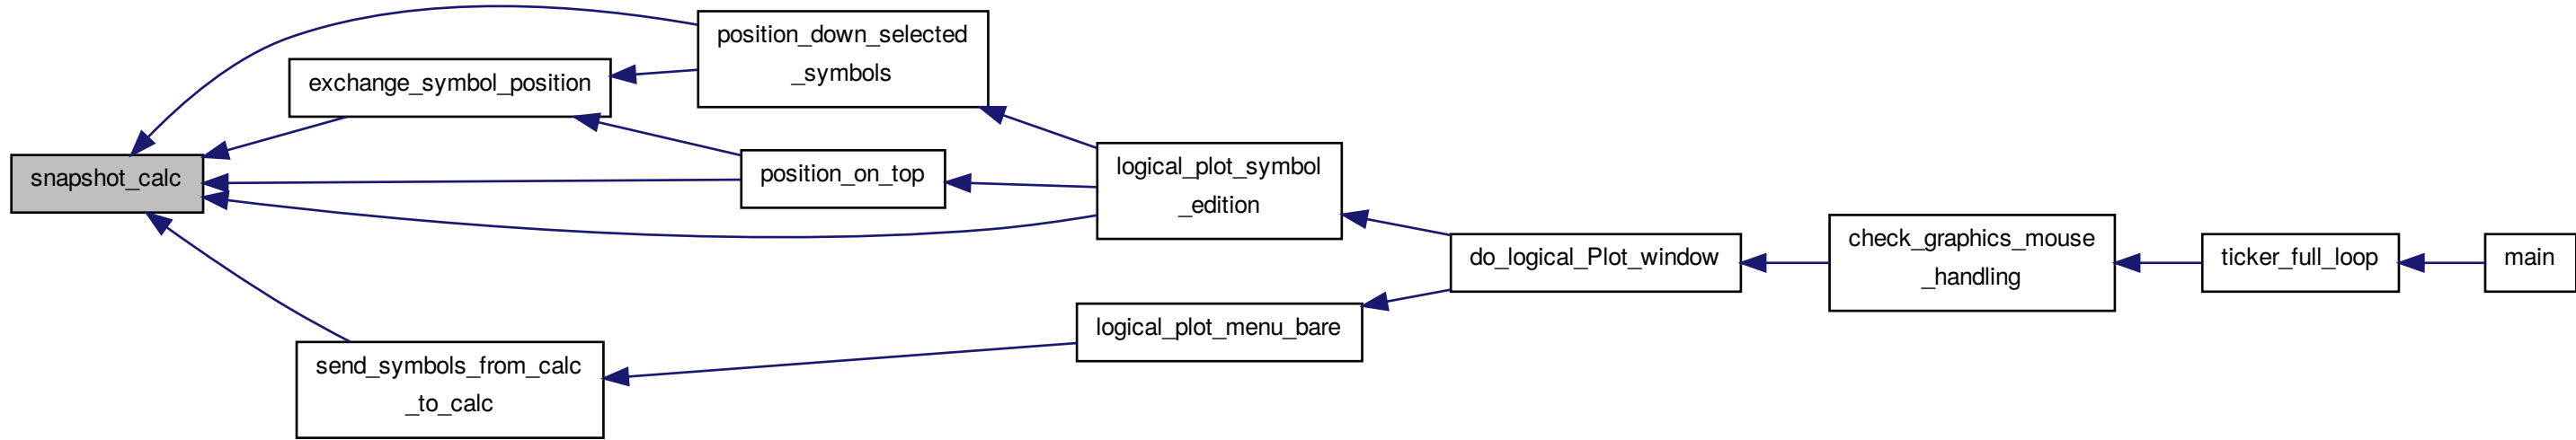 position_down_selected
_symbols
exchange_symbol_position
snapshot_calc
position_on_top
logical_plot_symbol
_edition
do_logical_Plot_window
check_graphics_mouse
_handling
ticker_full_loop
main
logical_plot_menu_bare
send_symbols_from_calc
_to_calc